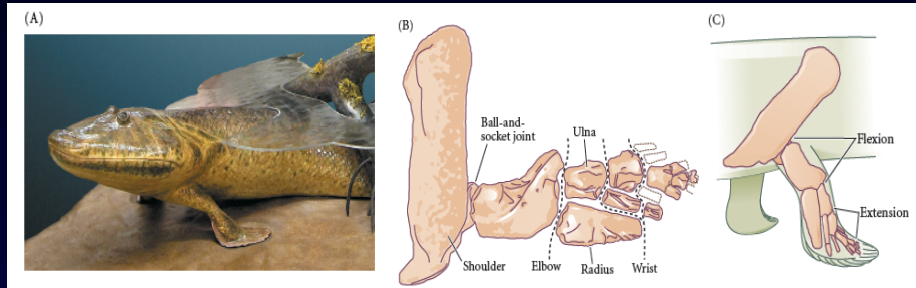 (A)
(B)
(C)
Ball-and-
socket joint
Ulna
Shoulder
Elbow
Radius
Wrist
Flexion
Extension